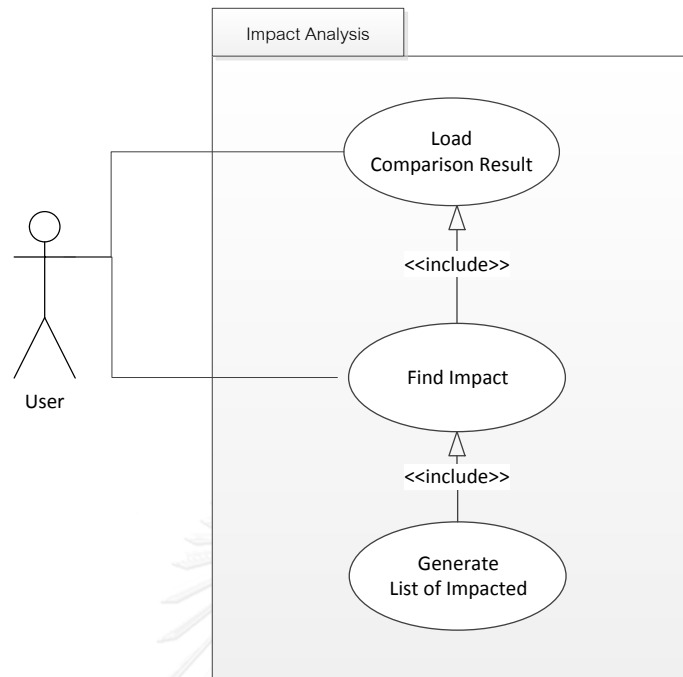 Impact Analysis
Load
Comparison Result
<<include>>
Find Impact
User
<<include>>
Generate
List of Impacted